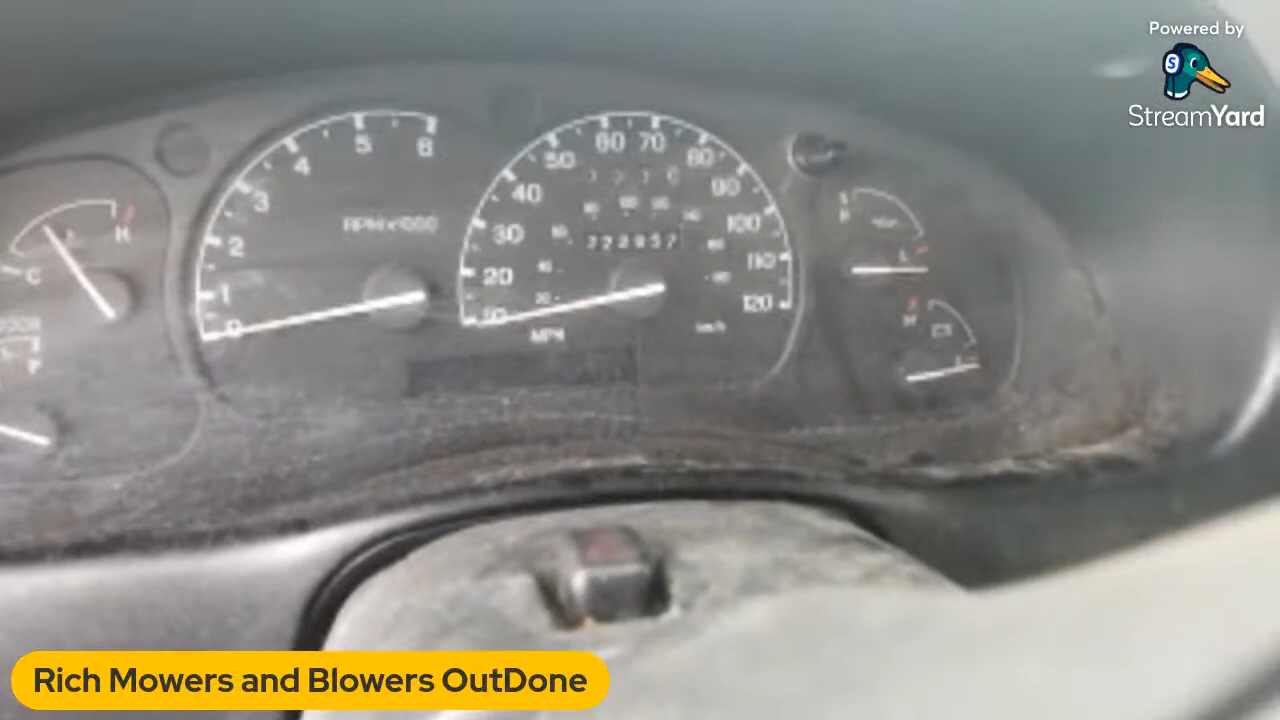 Powered by
S
StreamYard
5 6
4
3
2
1
0
RPM x1000
60 70
50 80
40 90
30 100
20 110
10 120
MPH
km/h
H
C
F
L
H
Rich Mowers and Blowers OutDone